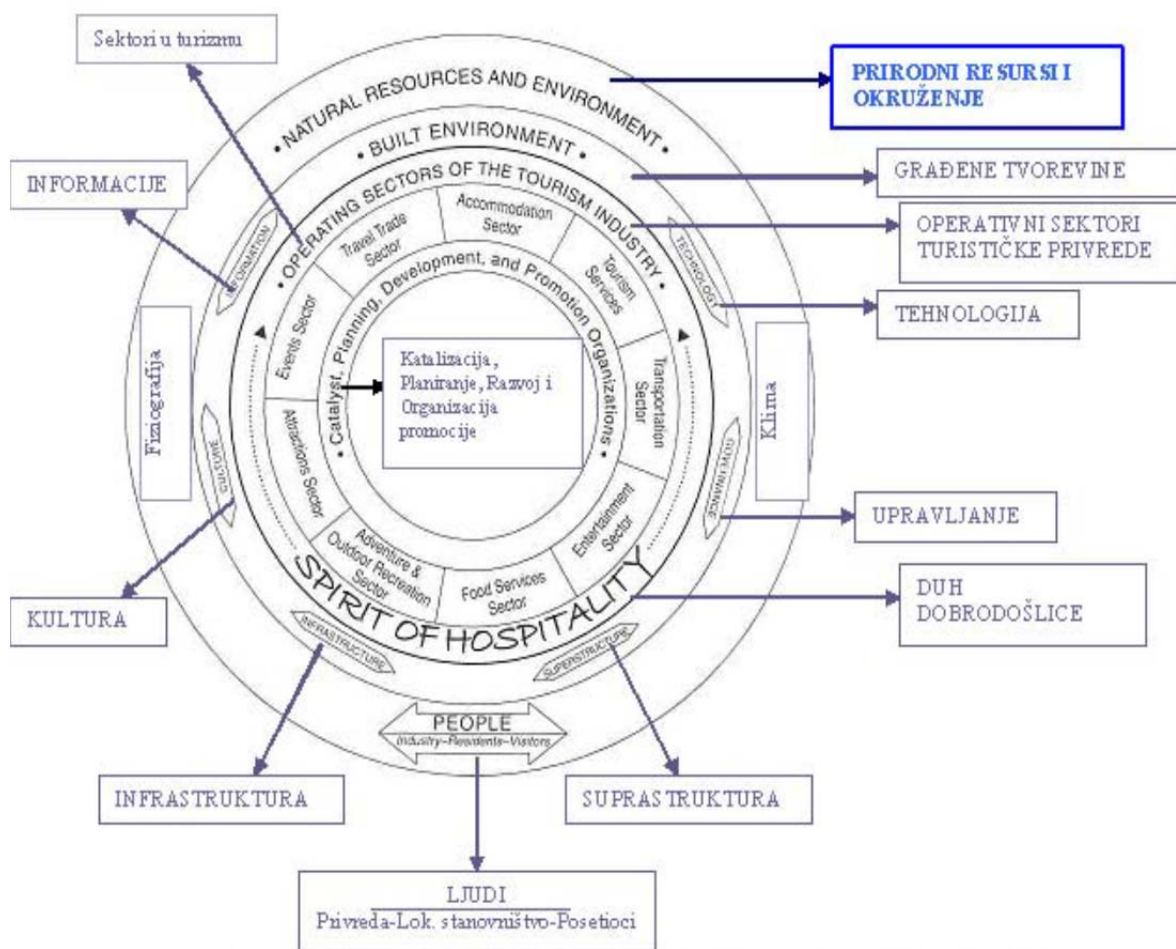 Sektori u turizmu
PRIRODNI RESURSI I
OKRUŽENJE
• NATURAL RESOURCES AND ENVIRONMENT •
• BUILT ENVIRONMENT •
INFORMACIJE
GRAĐENE TVOREVINE
• OPERATING SECTORS OF THE TOURISM INDUSTRY •
OPERATIVNI SEKTORI
TURISTIČKE PRIVREDE
INFORMATION
TECHNOLOGY
TEHNOLOGIJA
Travel Trade
Sector
Accommodation
Sector
Tourism
Services
Events Sector
Transportation
Sector
• Catalyst, Planning, Development, and Promotion Organizations •
Katalizacija,
Planiranje, Razvoj i
Organizacija
promocije
Fiziografija
Klima
CULTURE
GOVERNANCE
Attractions Sector
Entertainment
Sector
Adventure &
Outdoor Recreation
Sector
Food Services
Sector
UPRAVLJANJE
SPIRIT OF HOSPITALITY
DUH
DOBRODOŠLICE
KULTURA
INFRASTRUCTURE
SUPERSTRUCTURE
PEOPLE
Industry–Residents–Visitors
INFRASTRUKTURA
SUPRASTRUKTURA
LJUDI
Privreda-Lok. stanovništvo-Posetioci